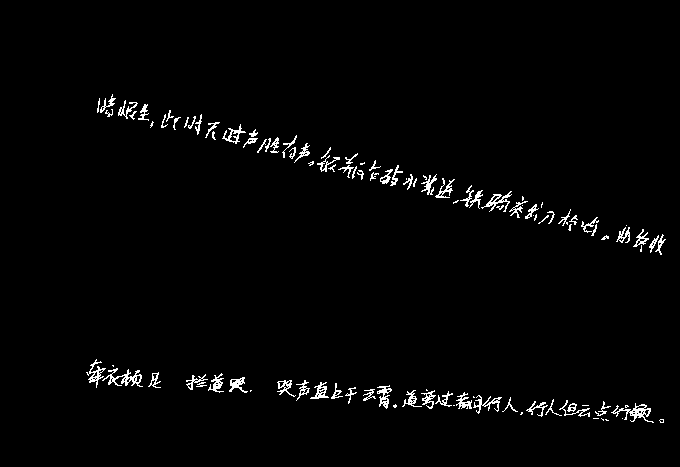 暗恨生，此时无声胜有声。银瓶乍破水浆迸，铁骑突出刀枪鸣。曲终收
牵衣顿足 拦道哭 哭声直上干云霄。道旁过者问行人，行人但云点行频。